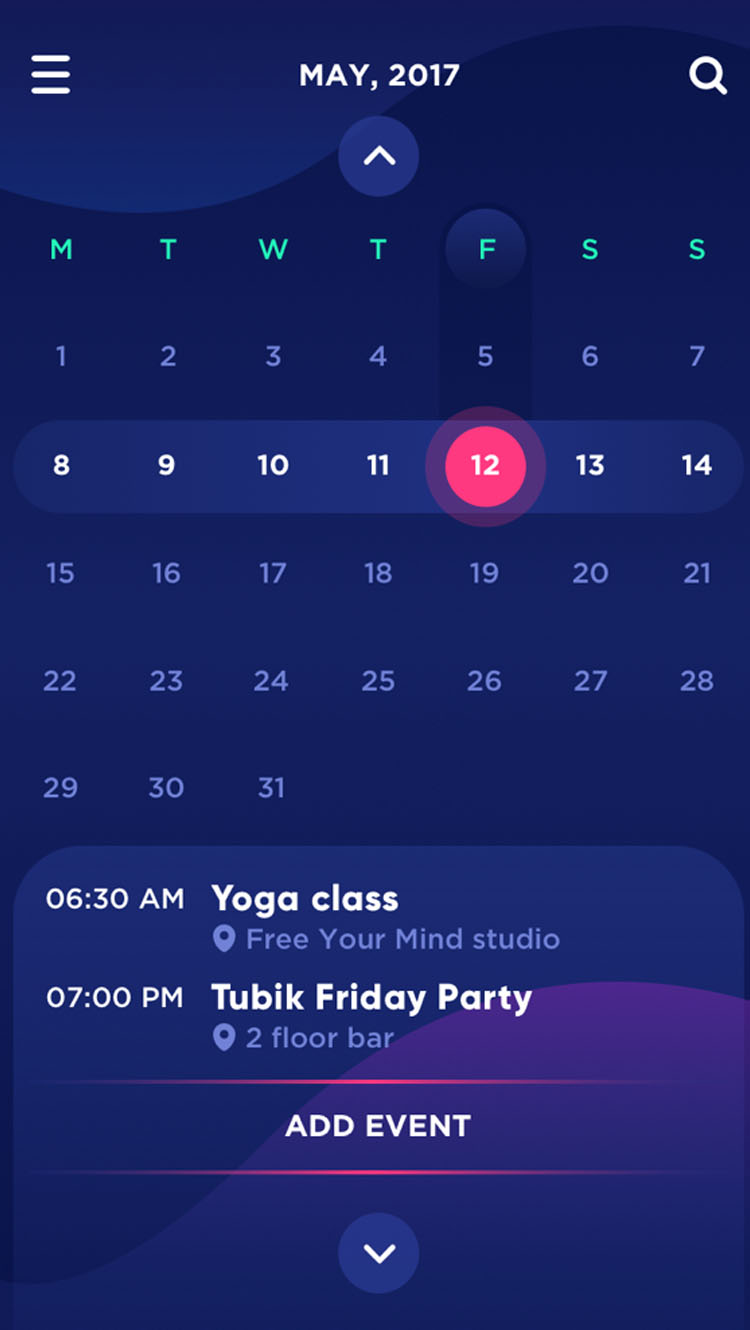 MAY, 2017
M T W T F S S
1 2 3 4 5 6 7
8 9 10 11 12 13 14
15 16 17 18 19 20 21
22 23 24 25 26 27 28
29 30 31
06:30 AM Yoga class
Free Your Mind studio
07:00 PM Tubik Friday Party
2 floor bar
ADD EVENT